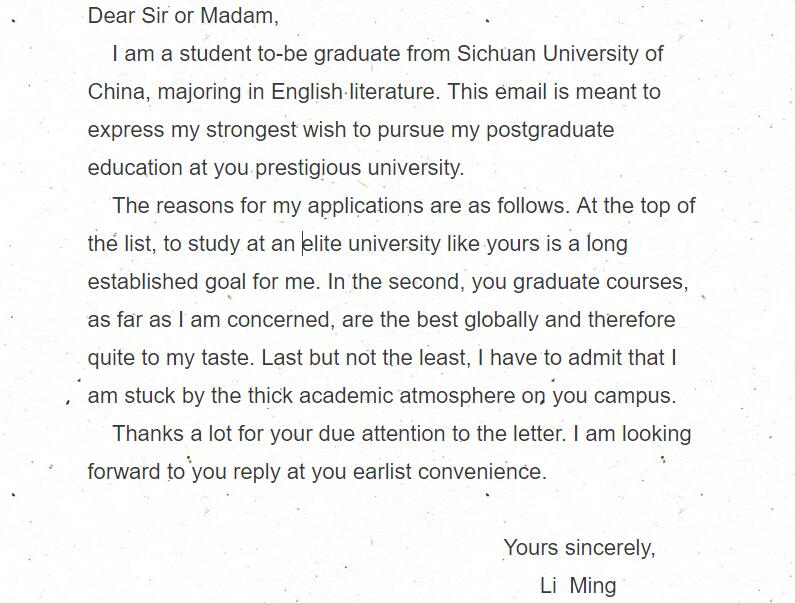 Dear Sir or Madam,
I am a student to-be graduate from Sichuan University of
China, majoring in English literature. This email is meant to
express my strongest wish to pursue my postgraduate
education at you prestigious university.
The reasons for my applications are as follows. At the top of
the list, to study at an elite university like yours is a long
established goal for me. In the second, you graduate courses,
as far as I am concerned, are the best globally and therefore
quite to my taste. Last but not the least, I have to admit that I
am stuck by the thick academic atmosphere on you campus.
Thanks a lot for your due attention to the letter. I am looking
forward to you reply at you earlist convenience.
Yours sincerely,
Li Ming